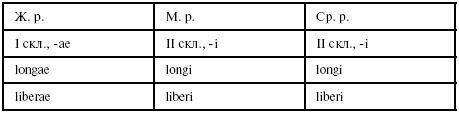 Ж. р. М. р. Ср. р.
I скл., -ae II скл., -i II скл., -i
longae longi longi
liberae liberi liberi